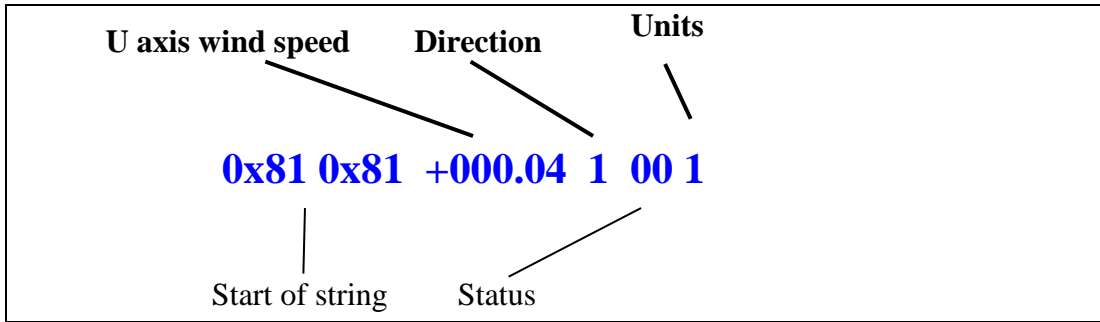 U axis wind speed Direction Units
0x81 0x81 +000.04 1 00 1
Start of string Status